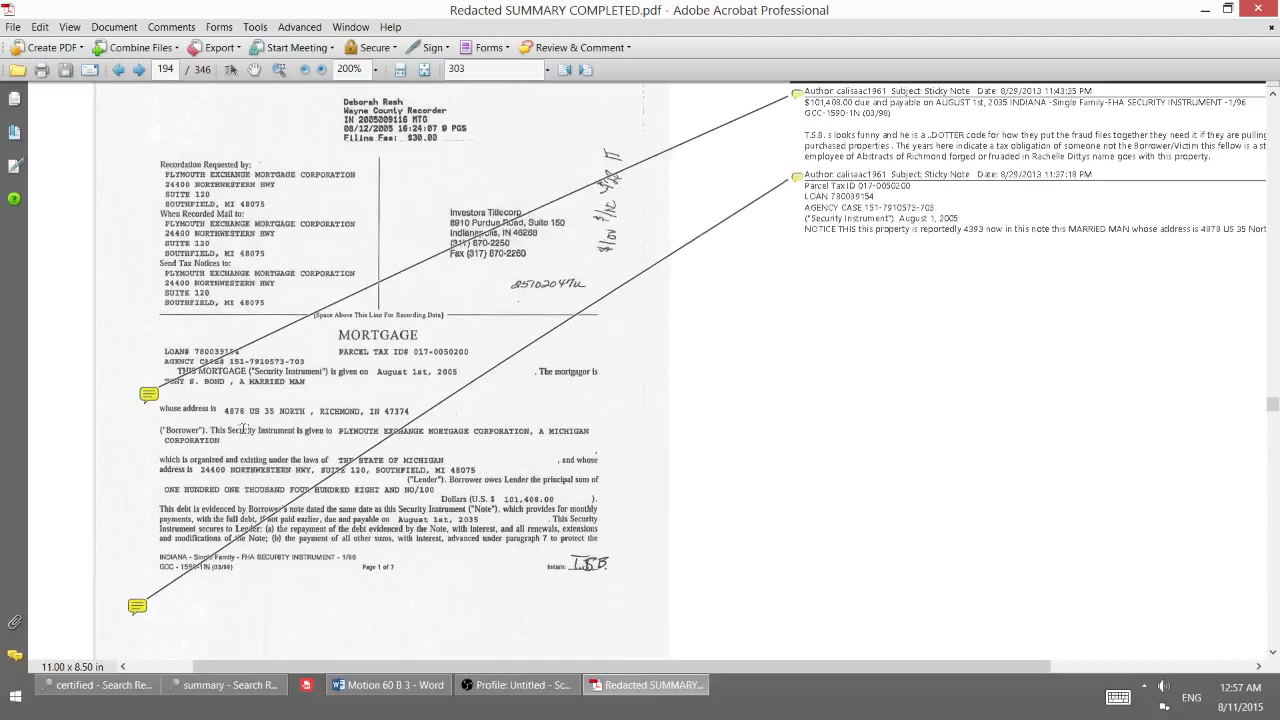 Redacted SUMMARY COMPLETED.pdf - Adobe Acrobat Professional
File Edit View Document Comments Forms Tools Advanced Window Help
Create PDF Combine Files Export Start Meeting Secure Sign Forms Review & Comment
194 / 346 200% 303
Deborah Resh
Wayne County Recorder
IN 2005009116 MTG
08/12/2005 16:24:07 9 PGS
Filing Fee: $30.00
Recordation Requested by:
PLYMOUTH EXCHANGE MORTGAGE CORPORATION
24400 NORTHWESTERN HWY
SUITE 120
SOUTHFIELD, MI 48075
When Recorded Mail to:
PLYMOUTH EXCHANGE MORTGAGE CORPORATION
24400 NORTHWESTERN HWY
SUITE 120
SOUTHFIELD, MI 48075
Send Tax Notices to:
PLYMOUTH EXCHANGE MORTGAGE CORPORATION
24400 NORTHWESTERN HWY
SUITE 120
SOUTHFIELD, MI 48075
Investors Titlecorp
8910 Purdue Road, Suite 150
Indianapolis, IN 46268
(317) 870-2250
Fax (317) 870-2260
85102047u
[Space Above This Line For Recording Data]
MORTGAGE
LOAN# 780039154 PARCEL TAX ID# 017-0050200
AGENCY CASE# 151-7910573-703
THIS MORTGAGE ("Security Instrument") is given on August 1st, 2005 . The mortgagor is
TONY S. BOND , A MARRIED MAN
whose address is 4878 US 35 NORTH , RICHMOND, IN 47374
("Borrower"). This Security Instrument is given to PLYMOUTH EXCHANGE MORTGAGE CORPORATION, A MICHIGAN
CORPORATION
which is organized and existing under the laws of THE STATE OF MICHIGAN , and whose
address is 24400 NORTHWESTERN HWY, SUITE 120, SOUTHFIELD, MI 48075
("Lender"). Borrower owes Lender the principal sum of
ONE HUNDRED ONE THOUSAND FOUR HUNDRED EIGHT AND NO/100
Dollars (U.S. $ 101,408.00 ).
This debt is evidenced by Borrower's note dated the same date as this Security Instrument ("Note"), which provides for monthly
payments, with the full debt, if not paid earlier, due and payable on August 1st, 2035 . This Security
Instrument secures to Lender: (a) the repayment of the debt evidenced by the Note, with interest, and all renewals, extensions
and modifications of the Note; (b) the payment of all other sums, with interest, advanced under paragraph 7 to protect the
INDIANA - Single Family - FHA SECURITY INSTRUMENT - 1/96
GCC - 1590-1IN (03/98) Page 1 of 7 Initials: T.S.B.
Author: calisaac1961 Subject: Sticky Note Date: 8/29/2013 11:43:35 PM
$101,408.00 due and payable on AUGUST 1st, 2035 INDIANA -Single Family-FHA SECURITY INSTRUMENT -1/96
GCC-1590-1N (03/98)
T.S.B. s looks funny and he is a ..DOTTER code for how they put the fraud files together they need it if they are pulling
purchased properties . The years here indicate a tax obligation of someone not the Borrower/Victim this fellow is a st
employee of Abstracts of Richmond forged or fruaded in Rachelle Dittys name goes with this property.
Author: calisaac1961 Subject: Sticky Note Date: 8/29/2013 11:37:18 PM
Parcel Tax ID 017-0050200
LOAN 780039154
AGENCY CASE 151-7910573-703
("Security Instrument") August 1, 2005
NOTICE THIS this property is reportedly 4393 now in this note this MARRIED MAN whose address is 4878 US 35 Nort
11.00 x 8.50 in
certified - Search Re... summary - Search R... Motion 60 B 3 - Word Profile: Untitled - Sc... Redacted SUMMARY...
ENG
12:57 AM
8/11/2015